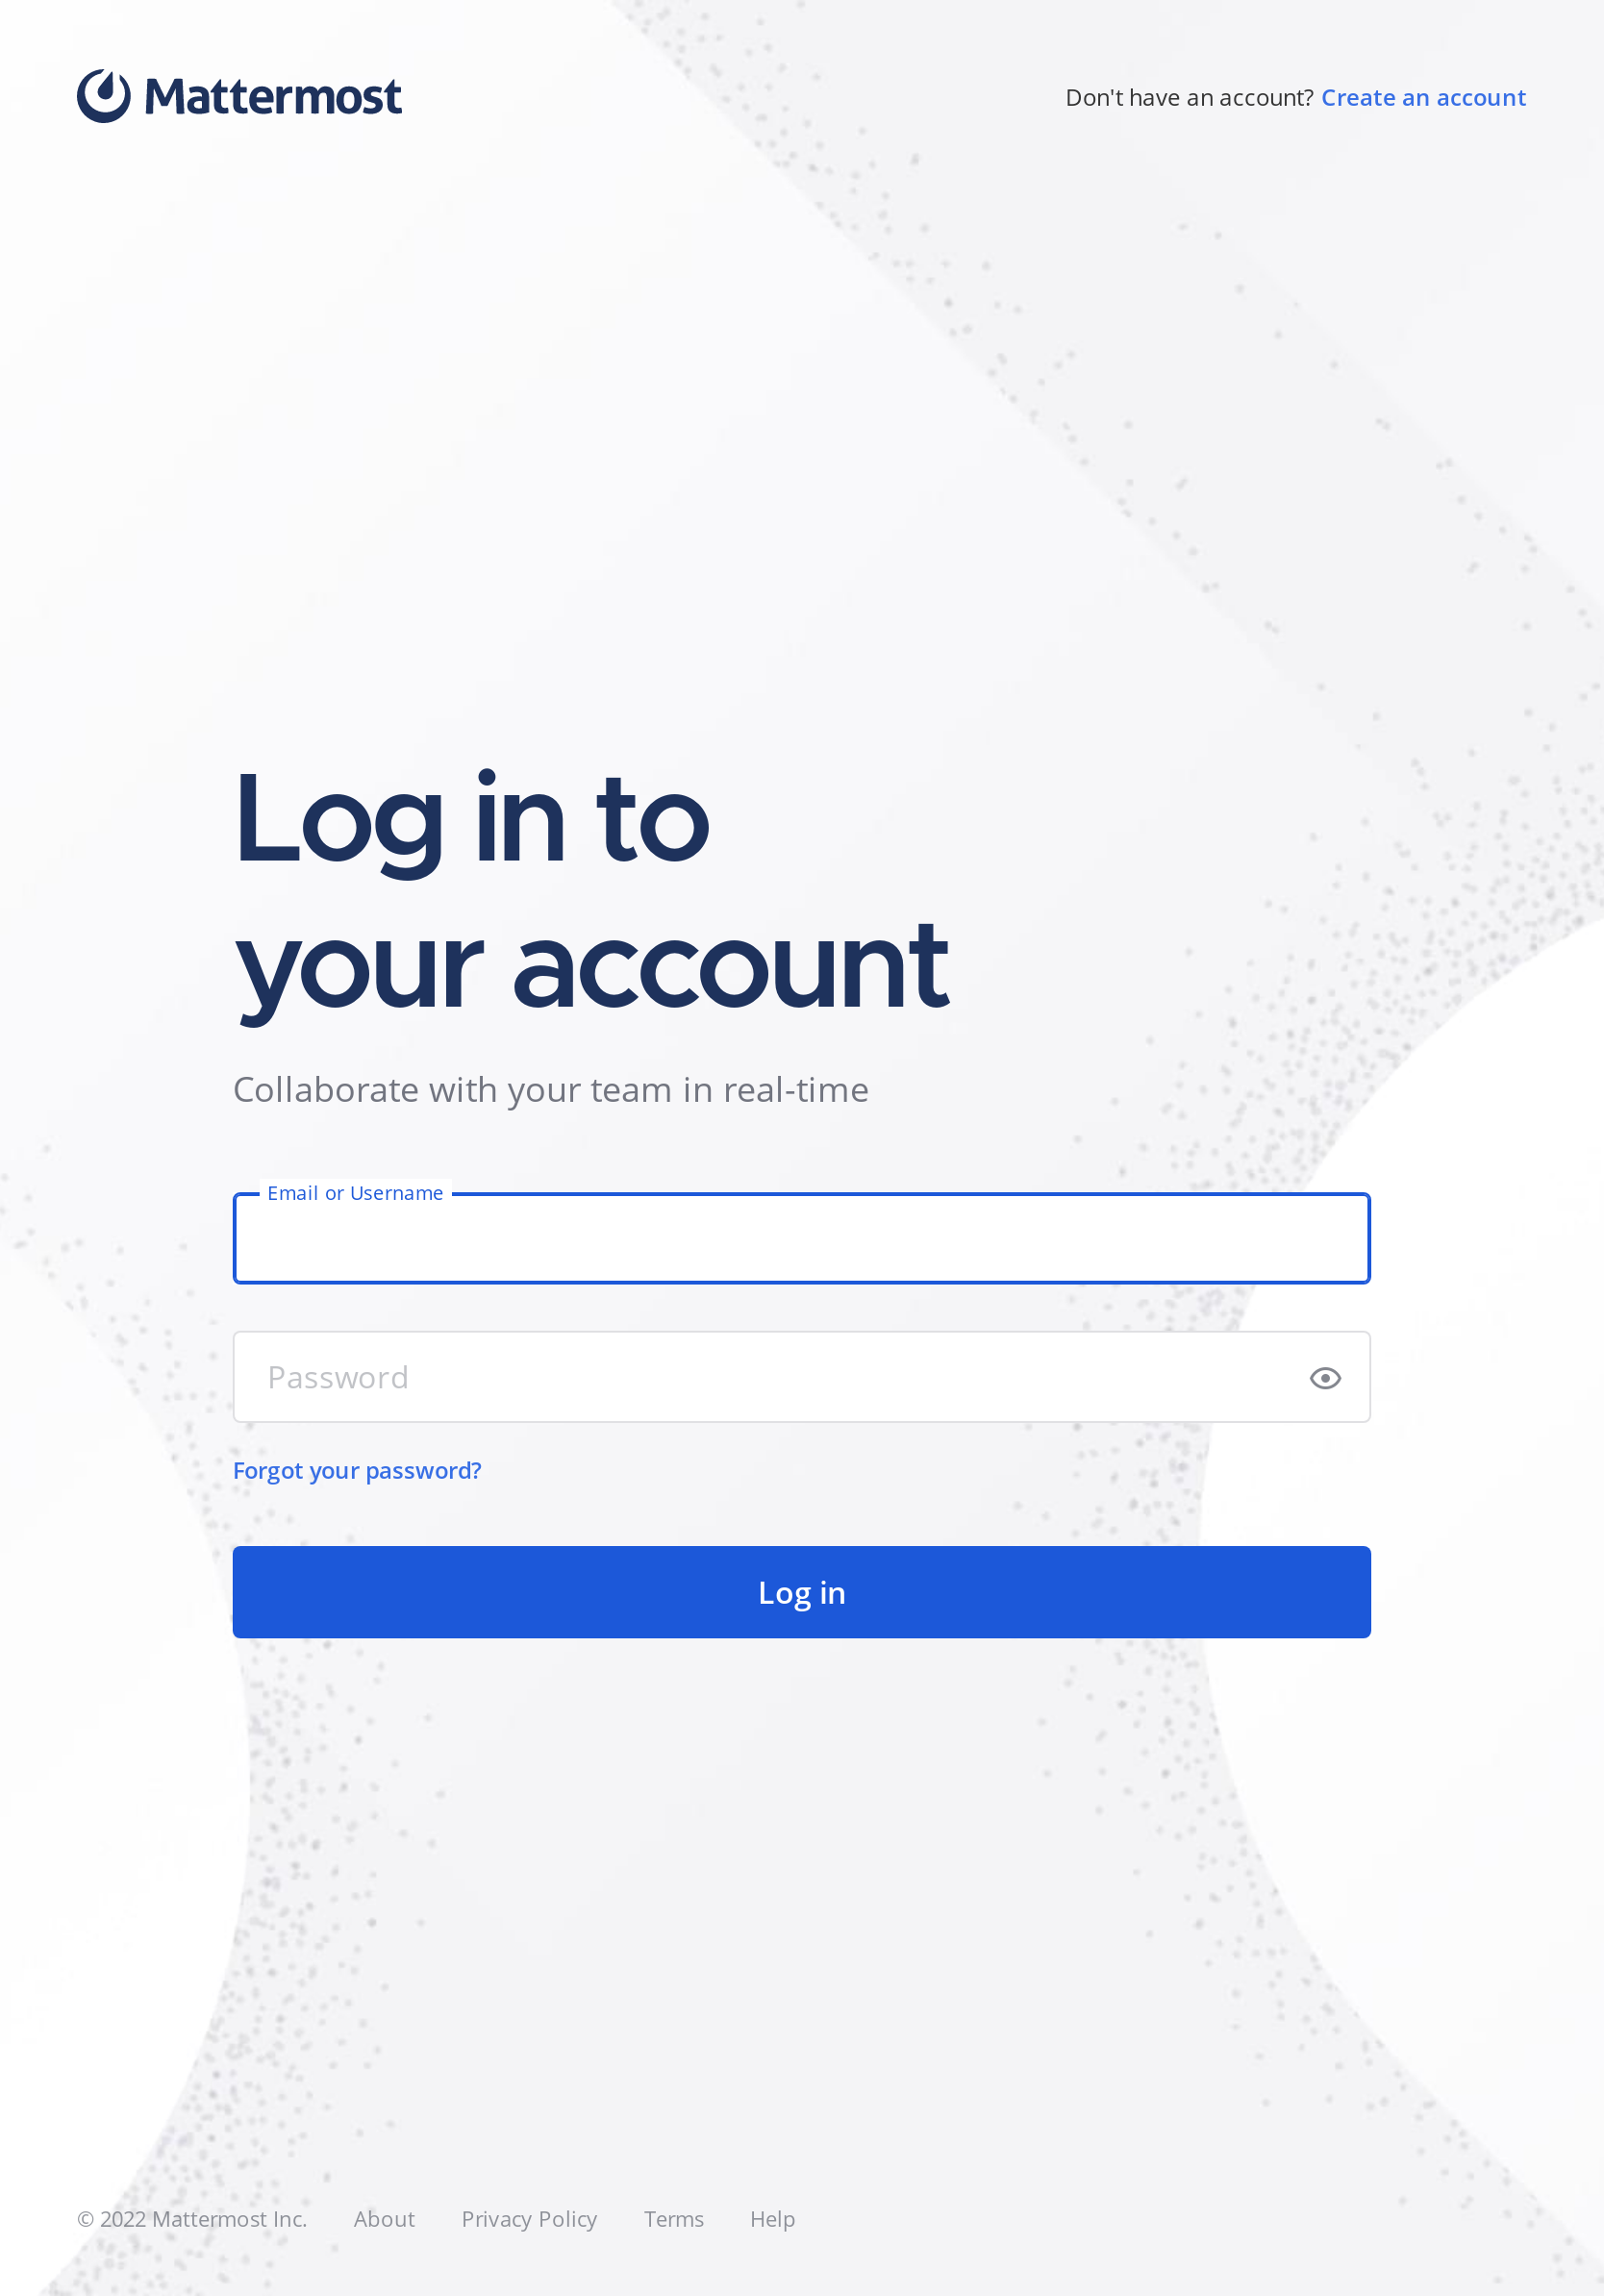 Mattermost
Don't have an account? Create an account
Log in to
your account
Collaborate with your team in real-time
Email or Username
Password
Forgot your password?
Log in
© 2022 Mattermost Inc. About Privacy Policy Terms Help